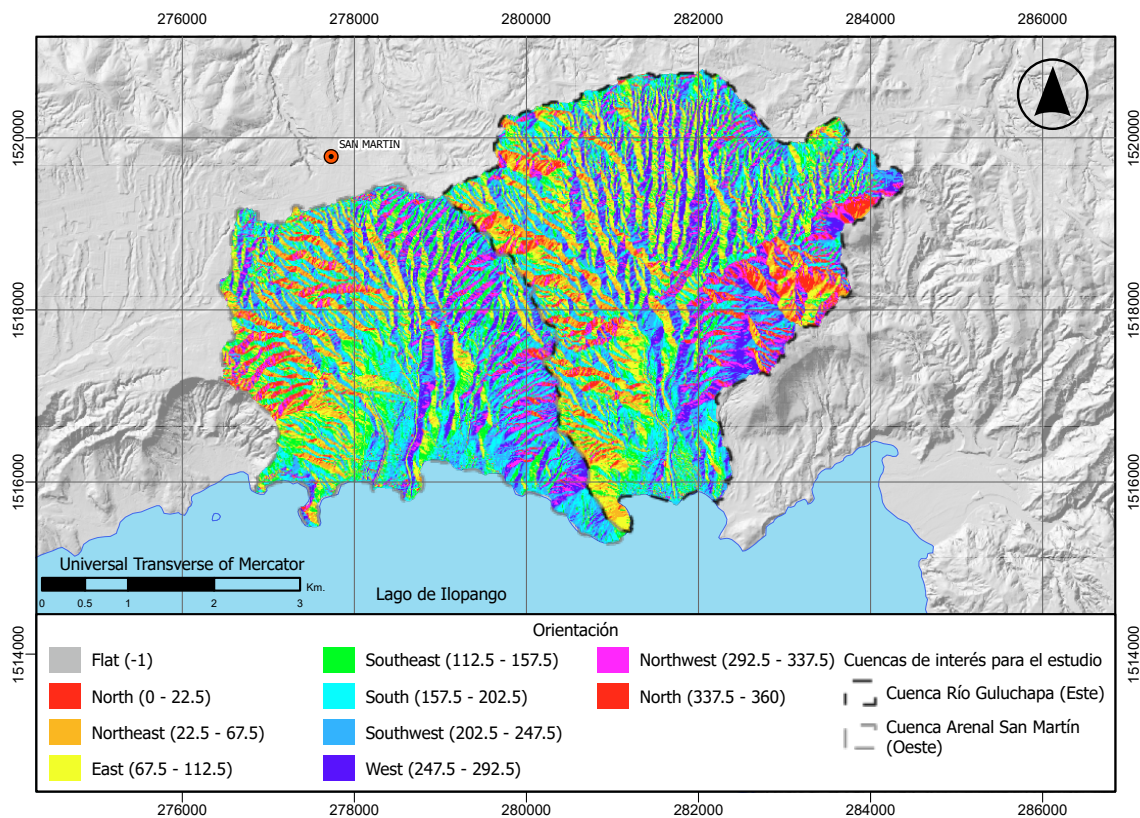 276000
278000
280000
282000
284000
286000
1520000
1520000
SAN MARTIN
1518000
1518000
1516000
1516000
Universal Transverse of Mercator
Km.
0 0.5 1 2 3
Lago de Ilopango
1514000
1514000
Orientación
Flat (-1)
North (0 - 22.5)
Northeast (22.5 - 67.5)
East (67.5 - 112.5)
Southeast (112.5 - 157.5)
South (157.5 - 202.5)
Southwest (202.5 - 247.5)
West (247.5 - 292.5)
Northwest (292.5 - 337.5)
North (337.5 - 360)
Cuencas de interés para el estudio
Cuenca Río Guluchapa (Este)
Cuenca Arenal San Martín
(Oeste)
276000
278000
280000
282000
284000
286000